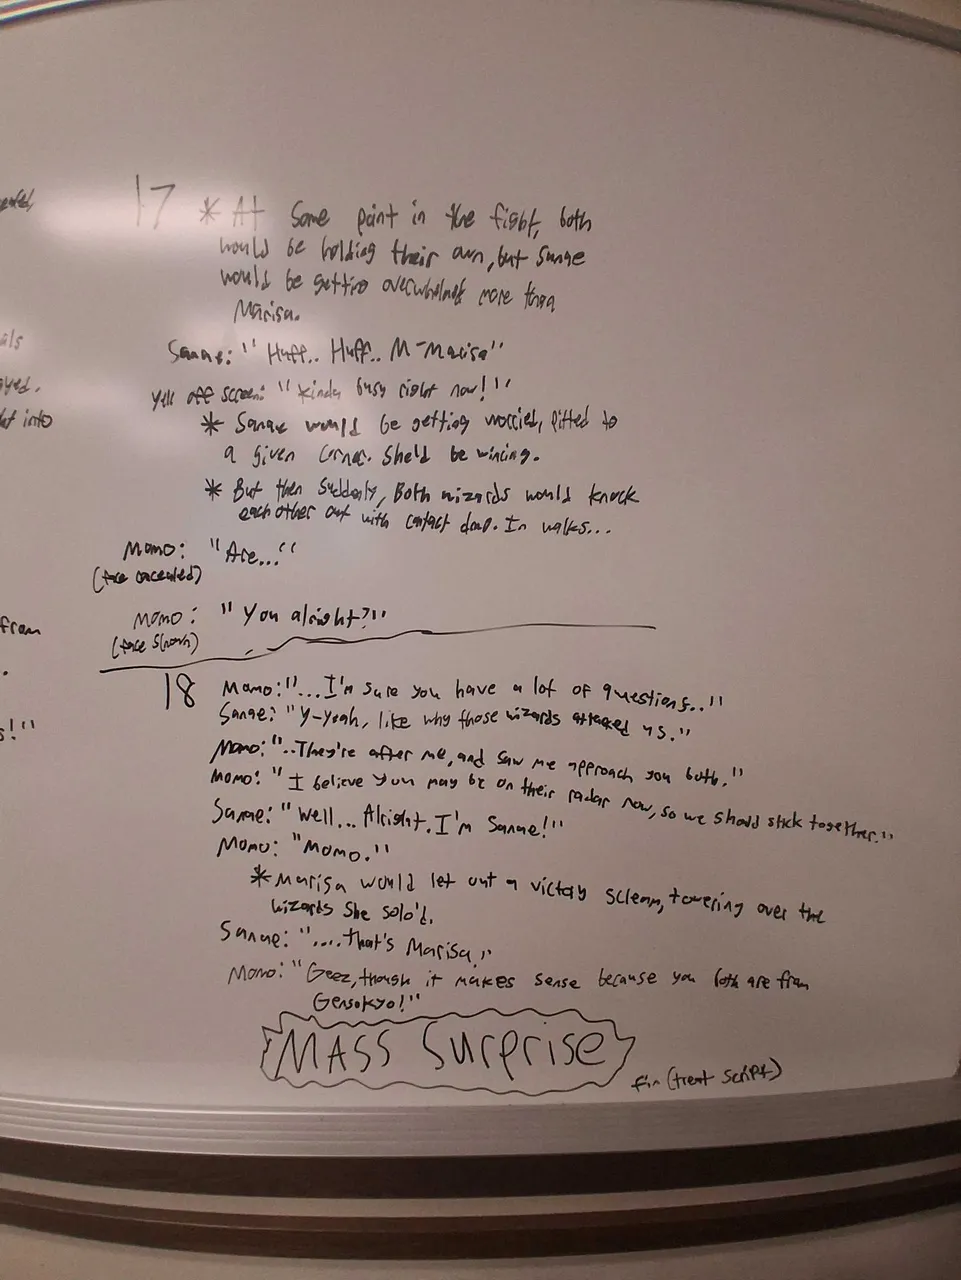 als
from
s!"
17 * At some point in the fight, both
would be holding their own, but Sanae
would be getting overwhelmed more than
Marisa.
Sanae: "Huff.. Huff.. M-Marisa"
Yell off screen: "Kinda busy right now!"
* Sanae would be getting worried, pitted to
a given corner. She'd be wincing.
* But then suddenly, Both wizards would knock
each other out with contact dmg. In walks...
Momo: "Are..."
(face concealed)
Momo: "You alright?"
(face shown)
18 Momo: "...I'm sure you have a lot of questions.."
Sanae: "Y-Yeah, like why those wizards attacked us."
Momo: "..They're after me, and saw me approach you both."
Momo: "I believe you may be on their radar now, so we should stick together."
Sanae: "Well... Alright. I'm Sanae!"
Momo: "Momo."
* Marisa would let out a victory scream, towering over the
wizards she solo'd.
Sanae: "....That's Marisa."
Momo: "Geez, though it makes sense because you both are from
Gensokyo!"
MASS Surprise
fin (treat script)